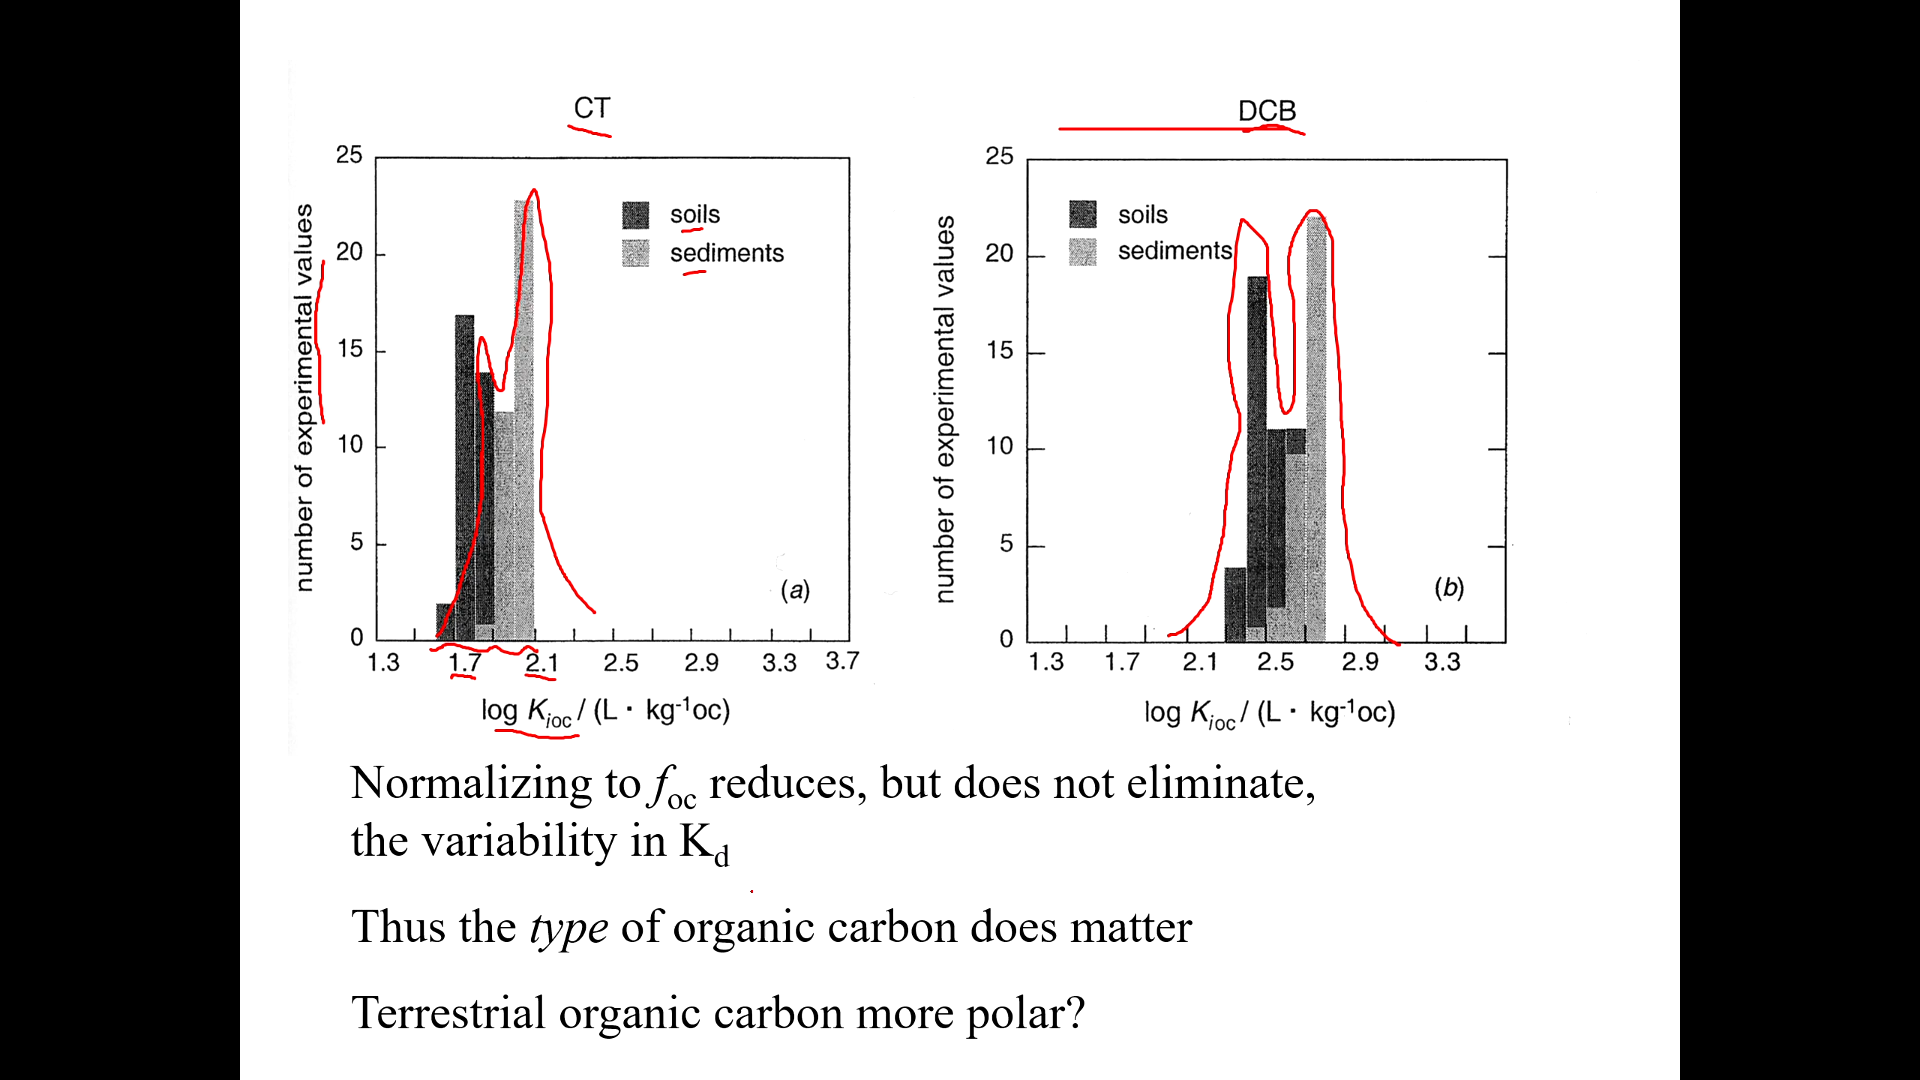 CT
25
20
15
10
5
0
number of experimental values
soils
sediments
(a)
1.3 1.7 2.1 2.5 2.9 3.3 3.7
log Kioc / (L · kg⁻¹oc)
DCB
25
20
15
10
5
0
number of experimental values
soils
sediments
(b)
1.3 1.7 2.1 2.5 2.9 3.3
log Kioc / (L · kg⁻¹oc)
Normalizing to foc reduces, but does not eliminate,
the variability in Kd
Thus the type of organic carbon does matter
Terrestrial organic carbon more polar?